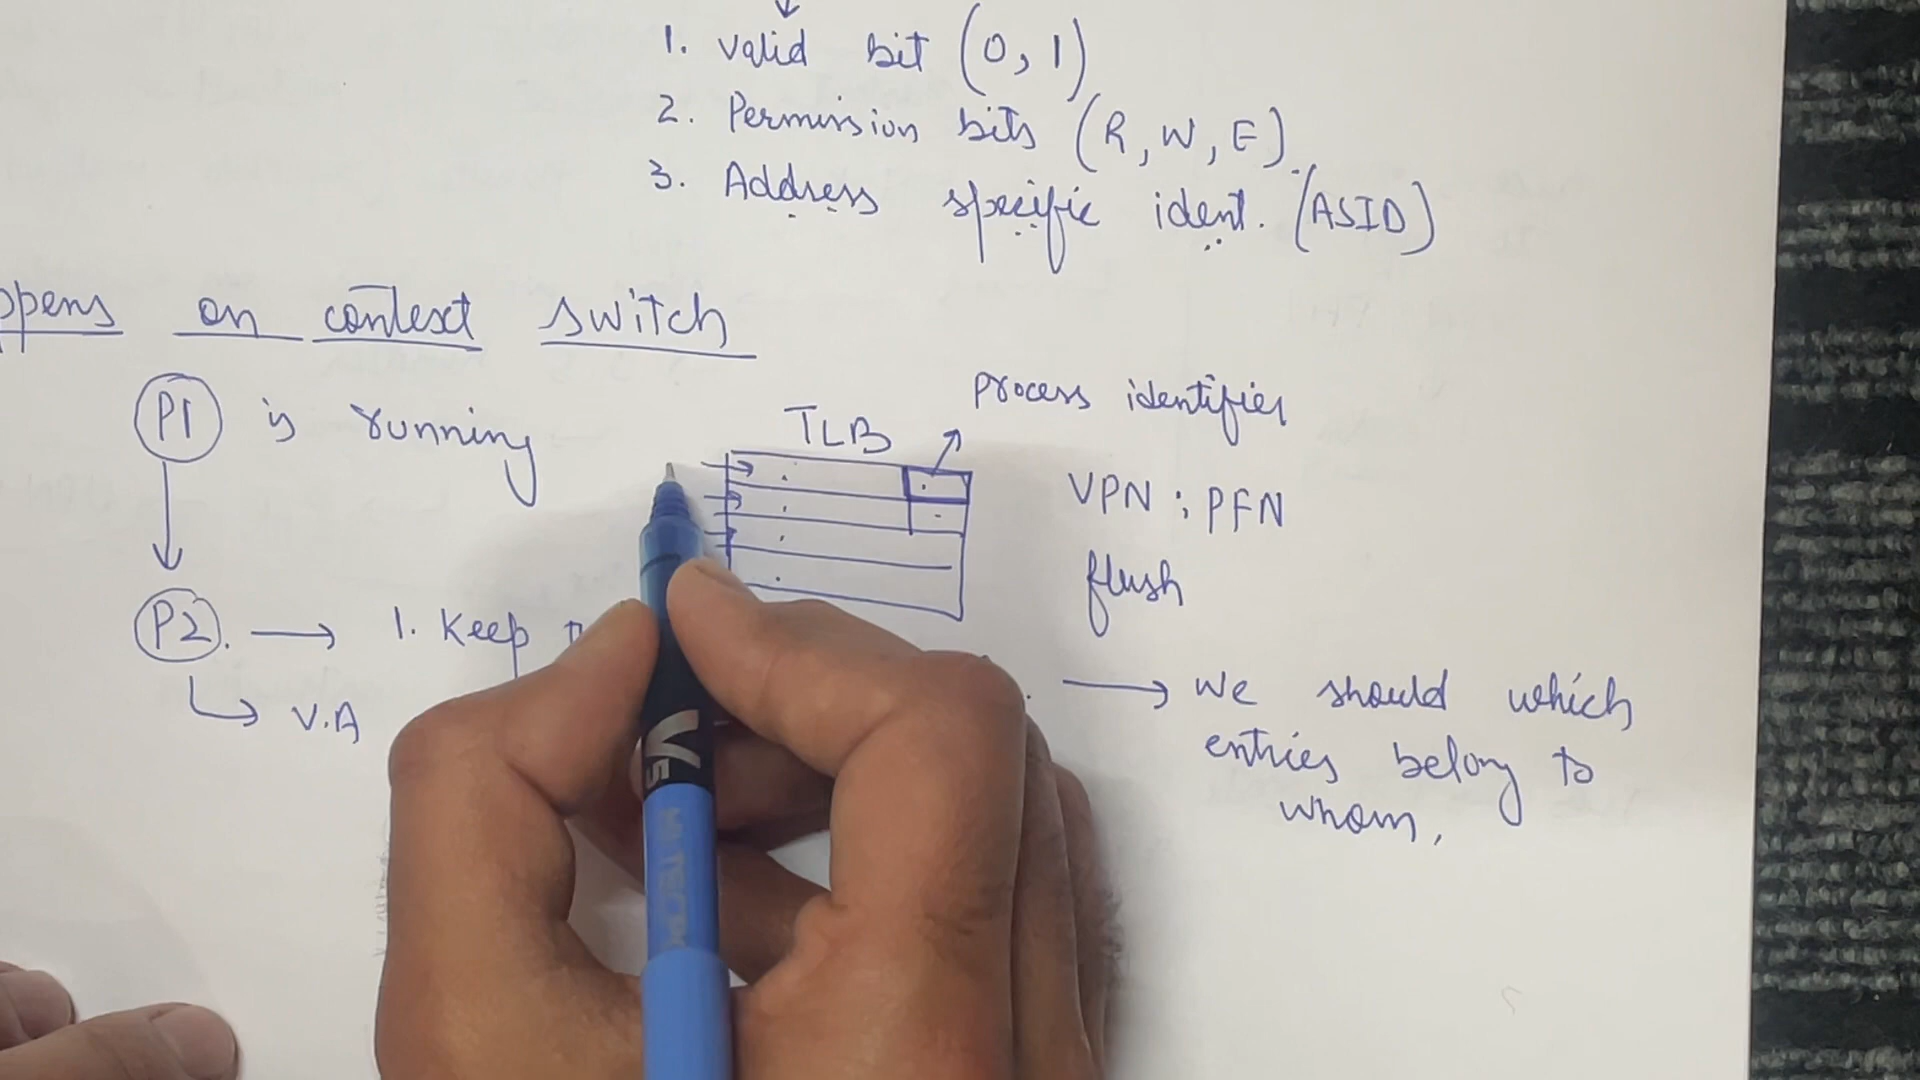 1. Valid bit (0, 1)
2. Permission bits (R, W, E).
3. Address specific ident. (ASID)
ppens on context switch
P1 is running
TLB
process identifier
VPN ; PFN
flush
P2. → 1. Keep
↳ V.A
→ We should which
entries belong to
whom,
V5